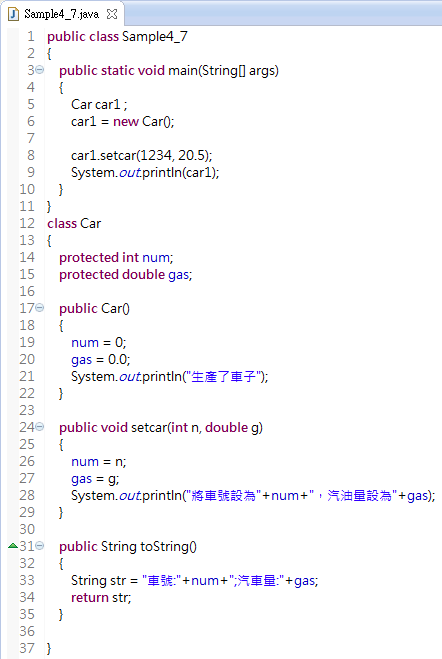 Sample4_7.java
1 public class Sample4_7
2 {
3 public static void main(String[] args)
4 {
5 Car car1 ;
6 car1 = new Car();
7
8 car1.setcar(1234, 20.5);
9 System.out.println(car1);
10 }
11 }
12 class Car
13 {
14 protected int num;
15 protected double gas;
16
17 public Car()
18 {
19 num = 0;
20 gas = 0.0;
21 System.out.println("生產了車子");
22 }
23
24 public void setcar(int n, double g)
25 {
26 num = n;
27 gas = g;
28 System.out.println("將車號設為"+num+"，汽油量設為"+gas);
29 }
30
31 public String toString()
32 {
33 String str = "車號:"+num+";汽車量:"+gas;
34 return str;
35 }
36
37 }